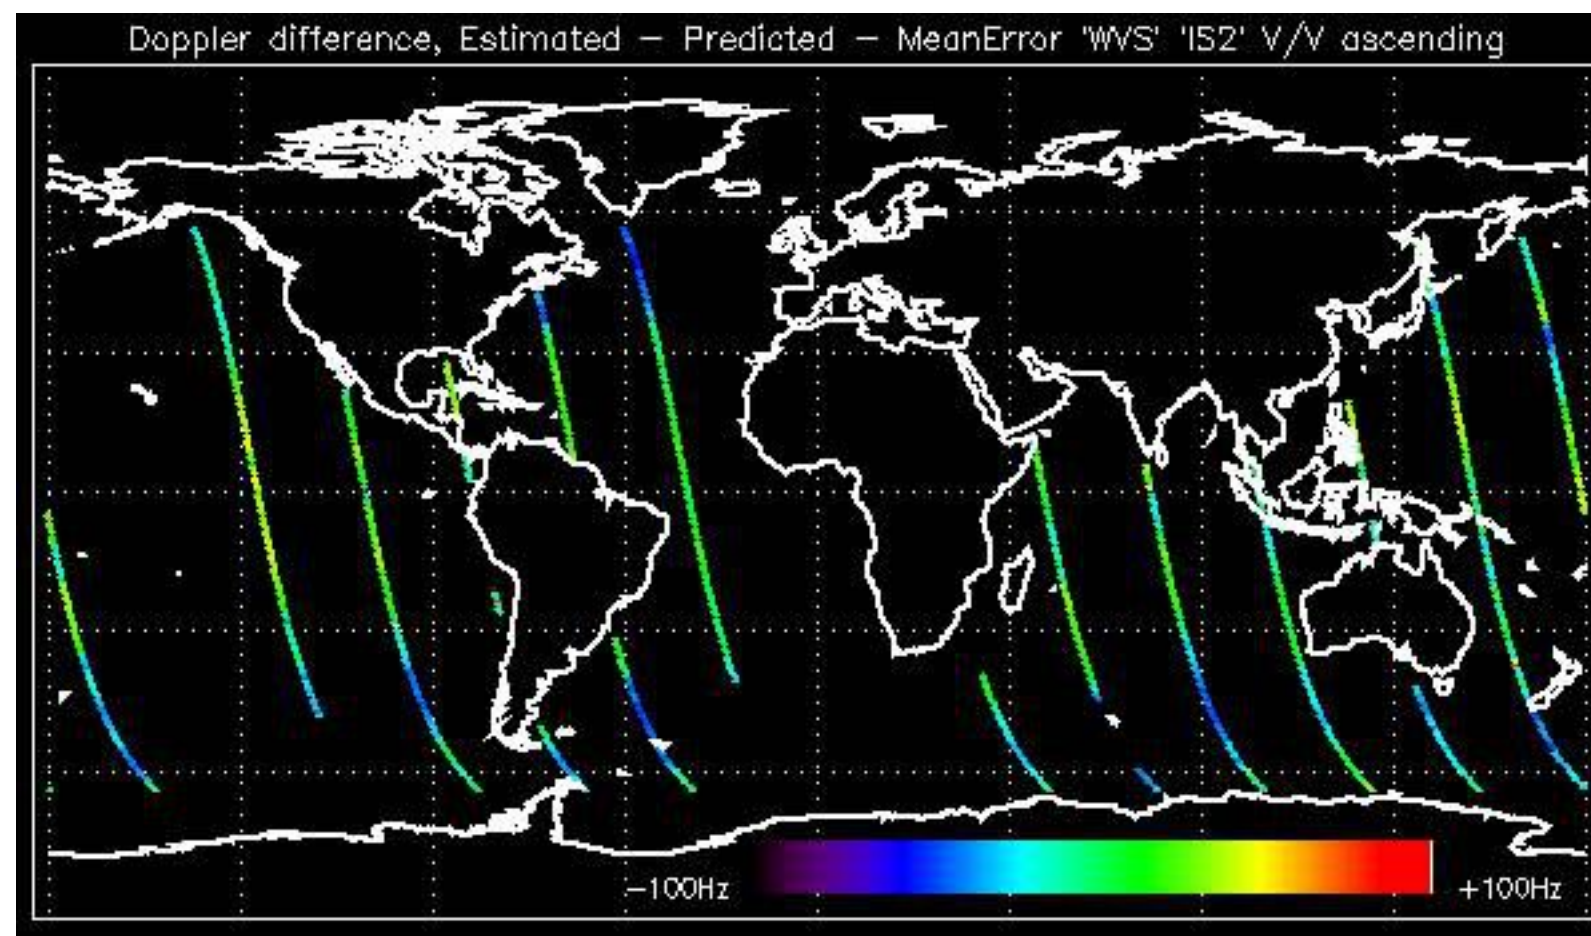 Doppler difference, Estimated − Predicted − MeanError 'WVS' 'IS2' V/V ascending
−100Hz
+100Hz